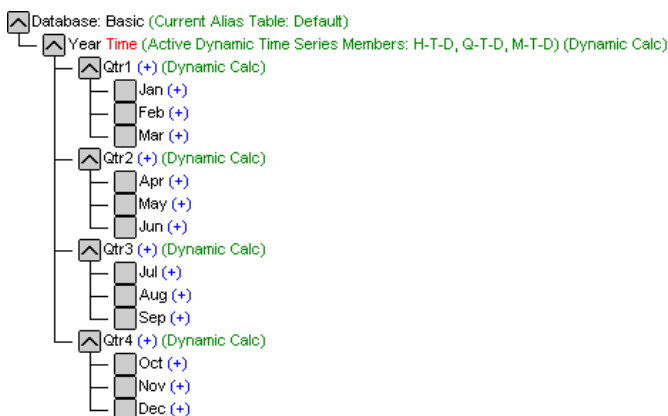 Database: Basic (Current Alias Table: Default)
Year Time (Active Dynamic Time Series Members: H-T-D, Q-T-D, M-T-D) (Dynamic Calc)
Qtr1 (+) (Dynamic Calc)
Jan (+)
Feb (+)
Mar (+)
Qtr2 (+) (Dynamic Calc)
Apr (+)
May (+)
Jun (+)
Qtr3 (+) (Dynamic Calc)
Jul (+)
Aug (+)
Sep (+)
Qtr4 (+) (Dynamic Calc)
Oct (+)
Nov (+)
Dec (+)